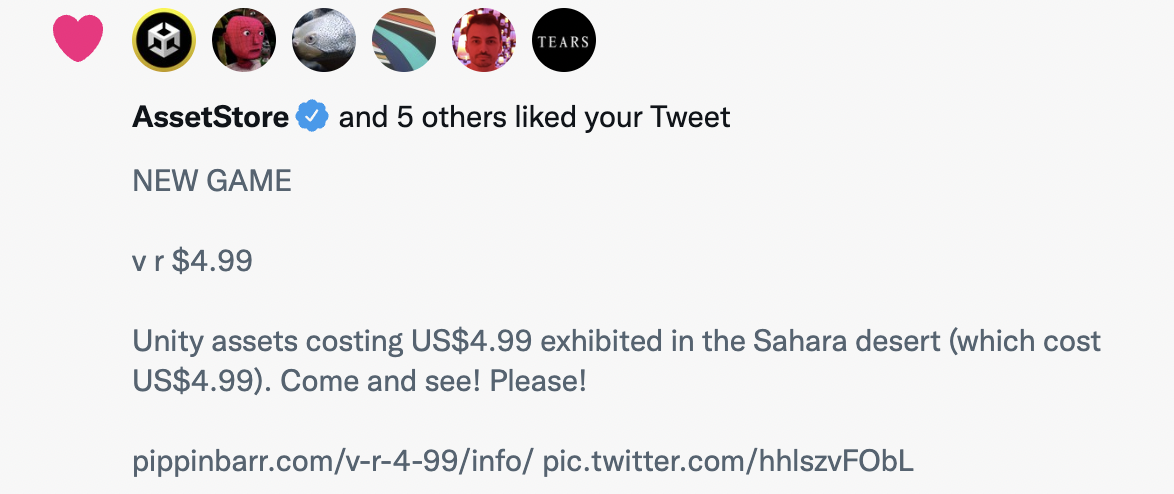 TEARS
AssetStore and 5 others liked your Tweet
NEW GAME
v r $4.99
Unity assets costing US$4.99 exhibited in the Sahara desert (which cost
US$4.99). Come and see! Please!
pippinbarr.com/v-r-4-99/info/ pic.twitter.com/hhlszvFObL